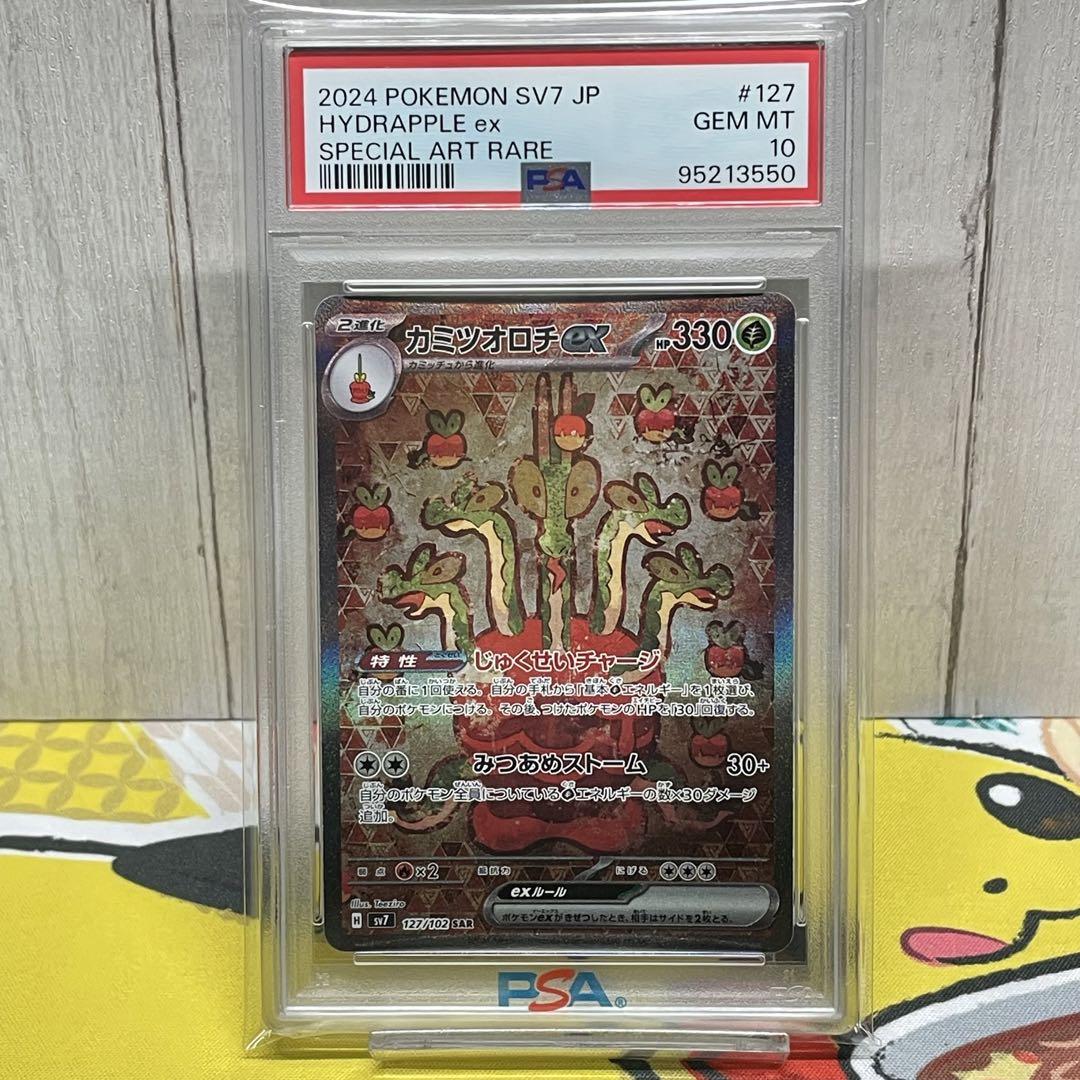 2024 POKEMON SV7 JP #127
HYDRAPPLE ex GEM MT
SPECIAL ART RARE 10
PSA 95213550
2進化 カミツオロチex HP330
カミッチュから進化
特性 じゅくせいチャージ
自分の番に1回使える。自分の手札から「基本エネルギー」を1枚選び、
自分のポケモンにつける。その後、つけたポケモンのHPを「30」回復する。
みつあめストーム 30+
自分のポケモン全員についているエネルギーの数×30ダメージ
追加。
弱点 ×2 抵抗力 にげる
exルール
ポケモンexがきぜつしたとき、相手はサイドを2枚とる。
Illus. Teeziro
H SV7 127/102 SAR
PSA®